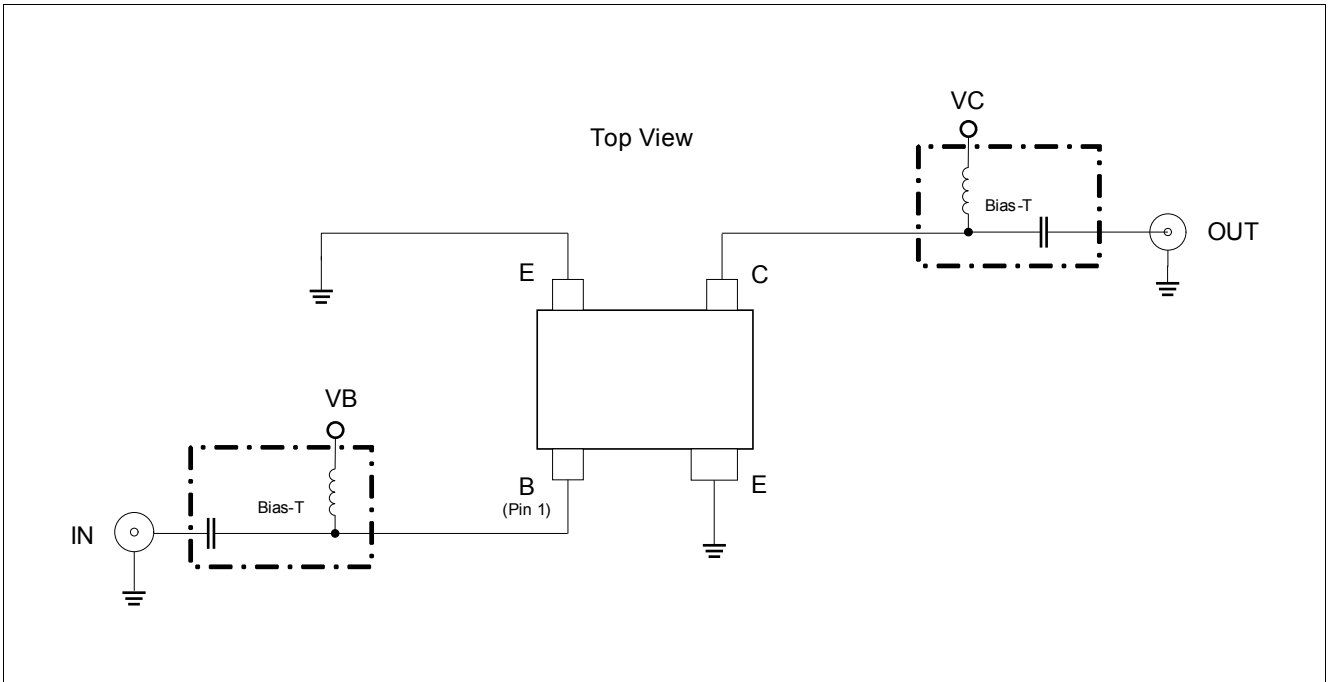 VC
Top View
Bias-T
OUT
E
C
VB
B
E
(Pin 1)
Bias-T
IN